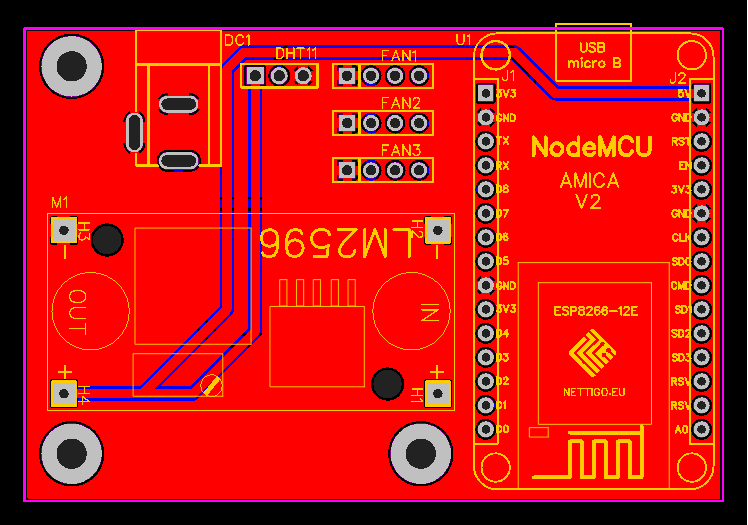 DC1
DHT11
FAN1
FAN2
FAN3
U1
USB
micro B
J1
J2
3V3
GND
TX
RX
D8
D7
D6
D5
GND
3V3
D4
D3
D2
D1
D0
5V
GND
RST
EN
3V3
GND
CLK
SD0
CMD
SD1
SD2
SD3
RSV
RSV
A0
NodeMCU
AMICA
V2
ESP8266-12E
NETTIGO.EU
M1
H3
H2
LM2596
-
-
OUT
IN
+
+
H4
H1